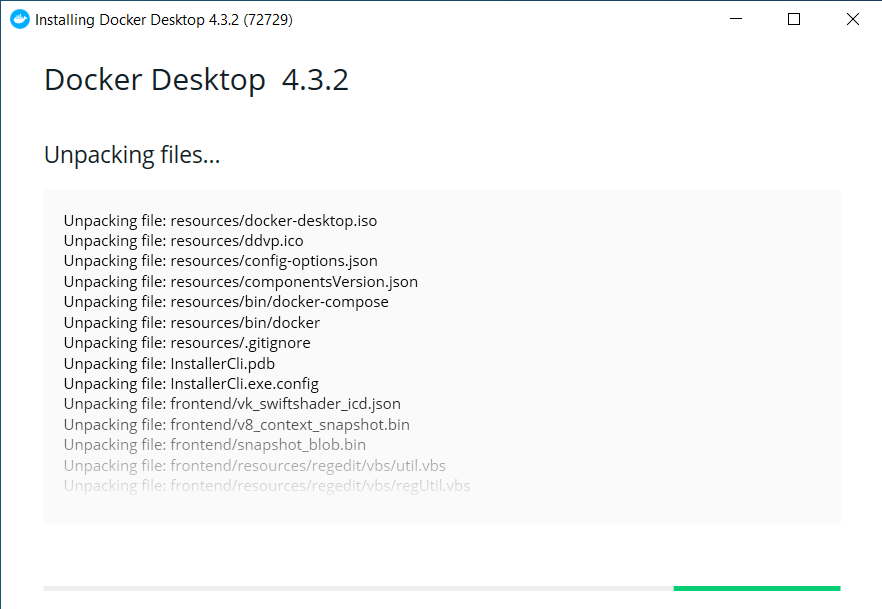 Installing Docker Desktop 4.3.2 (72729)
Docker Desktop 4.3.2
Unpacking files...
Unpacking file: resources/docker-desktop.iso
Unpacking file: resources/ddvp.ico
Unpacking file: resources/config-options.json
Unpacking file: resources/componentsVersion.json
Unpacking file: resources/bin/docker-compose
Unpacking file: resources/bin/docker
Unpacking file: resources/.gitignore
Unpacking file: InstallerCli.pdb
Unpacking file: InstallerCli.exe.config
Unpacking file: frontend/vk_swiftshader_icd.json
Unpacking file: frontend/v8_context_snapshot.bin
Unpacking file: frontend/snapshot_blob.bin
Unpacking file: frontend/resources/regedit/vbs/util.vbs
Unpacking file: frontend/resources/regedit/vbs/regUtil.vbs